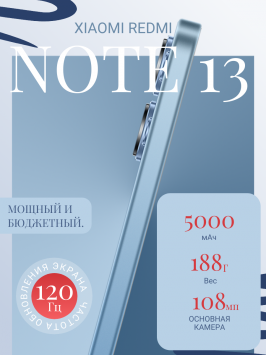 XIAOMI REDMI
NOTE 13
МОЩНЫЙ И
БЮДЖЕТНЫЙ.
5000
мАч
188г
Вес
108мп
ОСНОВНАЯ
КАМЕРА
120
Гц
ЧАСТОТА ОБНОВЛЕНИЯ ЭКРАНА